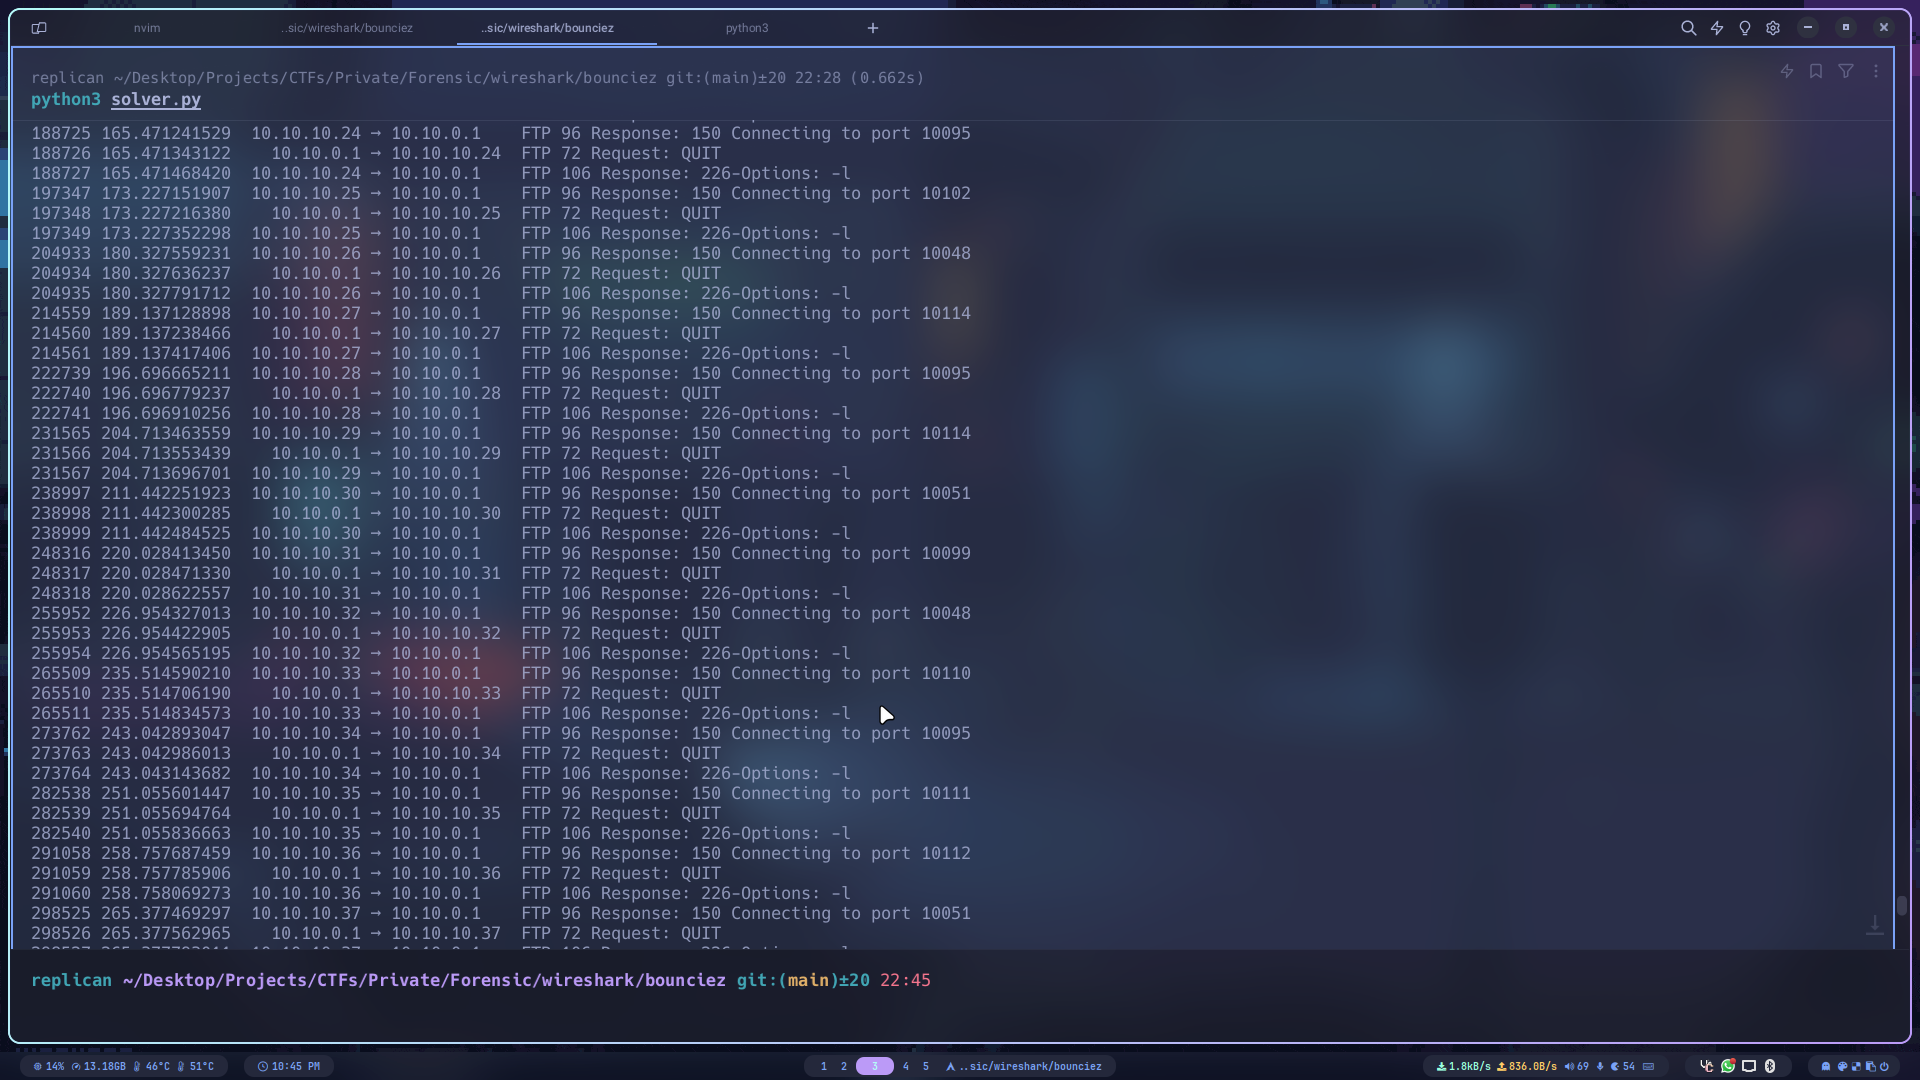 nvim ..sic/wireshark/bounciez ..sic/wireshark/bounciez python3 +
replican ~/Desktop/Projects/CTFs/Private/Forensic/wireshark/bounciez git:(main)±20 22:28 (0.662s)
python3 solver.py
188725 165.471241529 10.10.10.24 → 10.10.0.1 FTP 96 Response: 150 Connecting to port 10095
188726 165.471343122 10.10.0.1 → 10.10.10.24 FTP 72 Request: QUIT
188727 165.471468420 10.10.10.24 → 10.10.0.1 FTP 106 Response: 226-Options: -l
197347 173.227151907 10.10.10.25 → 10.10.0.1 FTP 96 Response: 150 Connecting to port 10102
197348 173.227216380 10.10.0.1 → 10.10.10.25 FTP 72 Request: QUIT
197349 173.227352298 10.10.10.25 → 10.10.0.1 FTP 106 Response: 226-Options: -l
204933 180.327559231 10.10.10.26 → 10.10.0.1 FTP 96 Response: 150 Connecting to port 10048
204934 180.327636237 10.10.0.1 → 10.10.10.26 FTP 72 Request: QUIT
204935 180.327791712 10.10.10.26 → 10.10.0.1 FTP 106 Response: 226-Options: -l
214559 189.137128898 10.10.10.27 → 10.10.0.1 FTP 96 Response: 150 Connecting to port 10114
214560 189.137238466 10.10.0.1 → 10.10.10.27 FTP 72 Request: QUIT
214561 189.137417406 10.10.10.27 → 10.10.0.1 FTP 106 Response: 226-Options: -l
222739 196.696665211 10.10.10.28 → 10.10.0.1 FTP 96 Response: 150 Connecting to port 10095
222740 196.696779237 10.10.0.1 → 10.10.10.28 FTP 72 Request: QUIT
222741 196.696910256 10.10.10.28 → 10.10.0.1 FTP 106 Response: 226-Options: -l
231565 204.713463559 10.10.10.29 → 10.10.0.1 FTP 96 Response: 150 Connecting to port 10114
231566 204.713553439 10.10.0.1 → 10.10.10.29 FTP 72 Request: QUIT
231567 204.713696701 10.10.10.29 → 10.10.0.1 FTP 106 Response: 226-Options: -l
238997 211.442251923 10.10.10.30 → 10.10.0.1 FTP 96 Response: 150 Connecting to port 10051
238998 211.442300285 10.10.0.1 → 10.10.10.30 FTP 72 Request: QUIT
238999 211.442484525 10.10.10.30 → 10.10.0.1 FTP 106 Response: 226-Options: -l
248316 220.028413450 10.10.10.31 → 10.10.0.1 FTP 96 Response: 150 Connecting to port 10099
248317 220.028471330 10.10.0.1 → 10.10.10.31 FTP 72 Request: QUIT
248318 220.028622557 10.10.10.31 → 10.10.0.1 FTP 106 Response: 226-Options: -l
255952 226.954327013 10.10.10.32 → 10.10.0.1 FTP 96 Response: 150 Connecting to port 10048
255953 226.954422905 10.10.0.1 → 10.10.10.32 FTP 72 Request: QUIT
255954 226.954565195 10.10.10.32 → 10.10.0.1 FTP 106 Response: 226-Options: -l
265509 235.514590210 10.10.10.33 → 10.10.0.1 FTP 96 Response: 150 Connecting to port 10110
265510 235.514706190 10.10.0.1 → 10.10.10.33 FTP 72 Request: QUIT
265511 235.514834573 10.10.10.33 → 10.10.0.1 FTP 106 Response: 226-Options: -l
273762 243.042893047 10.10.10.34 → 10.10.0.1 FTP 96 Response: 150 Connecting to port 10095
273763 243.042986013 10.10.0.1 → 10.10.10.34 FTP 72 Request: QUIT
273764 243.043143682 10.10.10.34 → 10.10.0.1 FTP 106 Response: 226-Options: -l
282538 251.055601447 10.10.10.35 → 10.10.0.1 FTP 96 Response: 150 Connecting to port 10111
282539 251.055694764 10.10.0.1 → 10.10.10.35 FTP 72 Request: QUIT
282540 251.055836663 10.10.10.35 → 10.10.0.1 FTP 106 Response: 226-Options: -l
291058 258.757687459 10.10.10.36 → 10.10.0.1 FTP 96 Response: 150 Connecting to port 10112
291059 258.757785906 10.10.0.1 → 10.10.10.36 FTP 72 Request: QUIT
291060 258.758069273 10.10.10.36 → 10.10.0.1 FTP 106 Response: 226-Options: -l
298525 265.377469297 10.10.10.37 → 10.10.0.1 FTP 96 Response: 150 Connecting to port 10051
298526 265.377562965 10.10.0.1 → 10.10.10.37 FTP 72 Request: QUIT
replican ~/Desktop/Projects/CTFs/Private/Forensic/wireshark/bounciez git:(main)±20 22:45
14% 13.18GB 46°C 51°C 10:45 PM 1 2 3 4 5 ..sic/wireshark/bounciez 1.8kB/s 836.0B/s 69 54